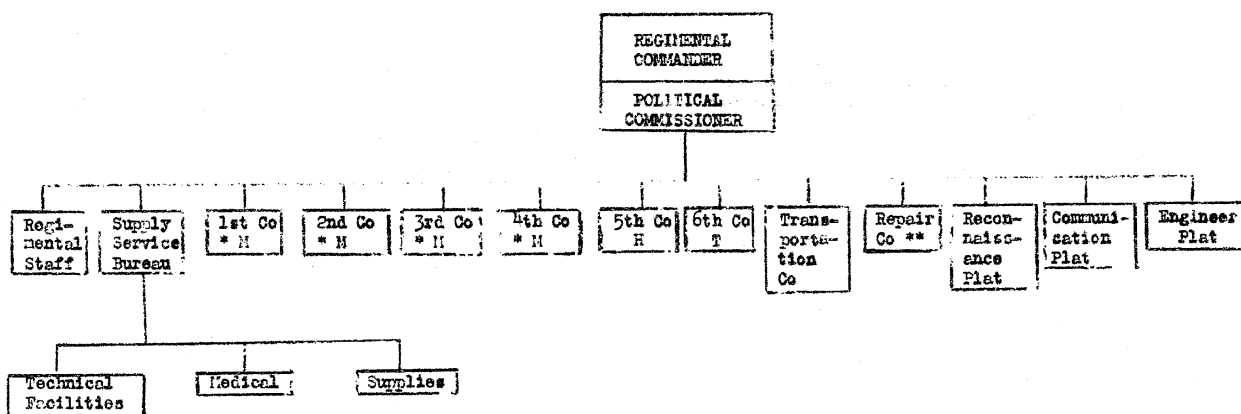 REGIMENTAL
COMMANDER
POLITICAL
COMMISSIONER
Regi-
mental
Staff
Supply
Service
Bureau
1st Co
* M
2nd Co
* M
3rd Co
* M
4th Co
* M
5th Co
H
6th Co
T
Trans-
porta-
tion
Co
Repair
Co **
Recon-
naiss-
ance
Plat
Communi-
cation
Plat
Engineer
Plat
Technical
Facilities
Medical
Supplies